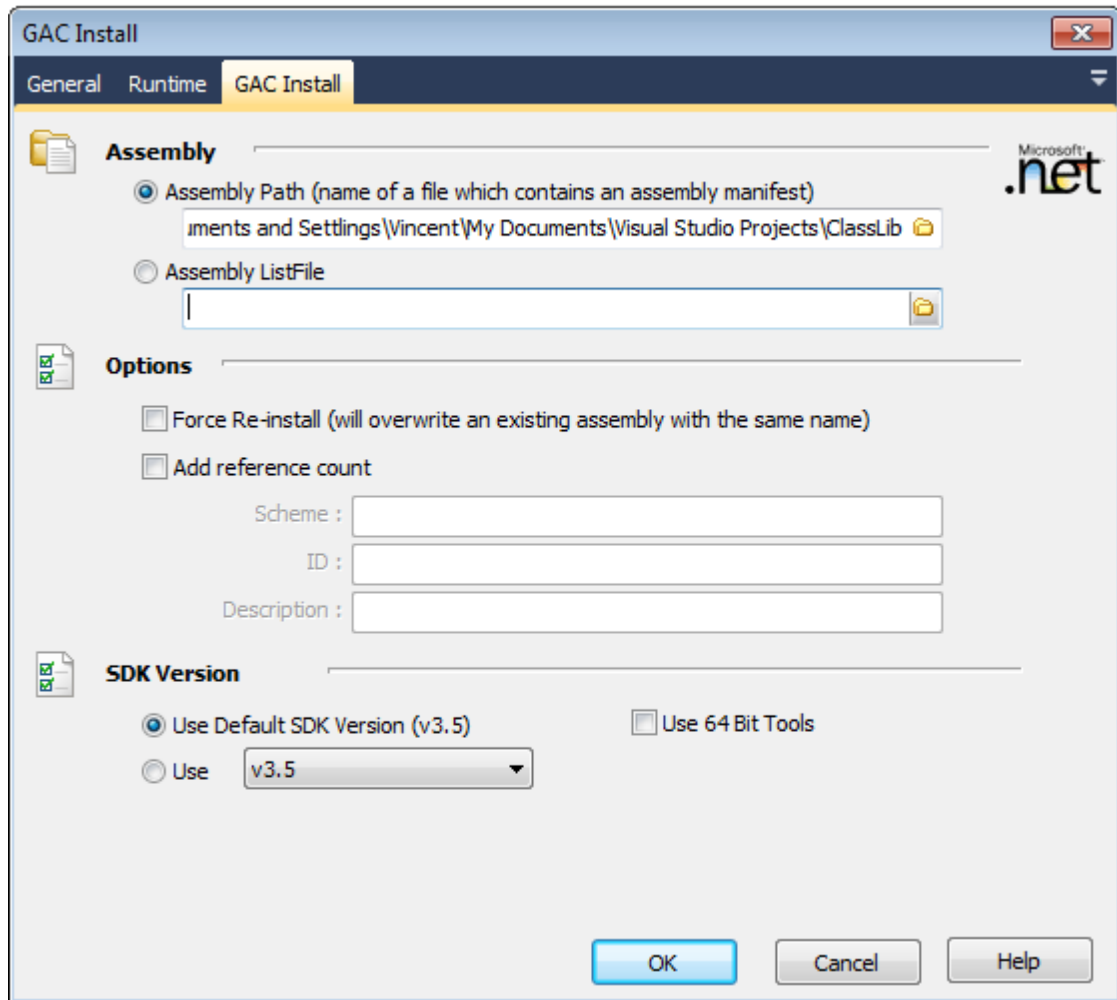 GAC Install
General Runtime GAC Install
Assembly
Microsoft
.net
Assembly Path (name of a file which contains an assembly manifest)
uments and Settlings\Vincent\My Documents\Visual Studio Projects\ClassLib
Assembly ListFile
Options
Force Re-install (will overwrite an existing assembly with the same name)
Add reference count
Scheme :
ID :
Description :
SDK Version
Use Default SDK Version (v3.5) Use 64 Bit Tools
Use v3.5
OK Cancel Help